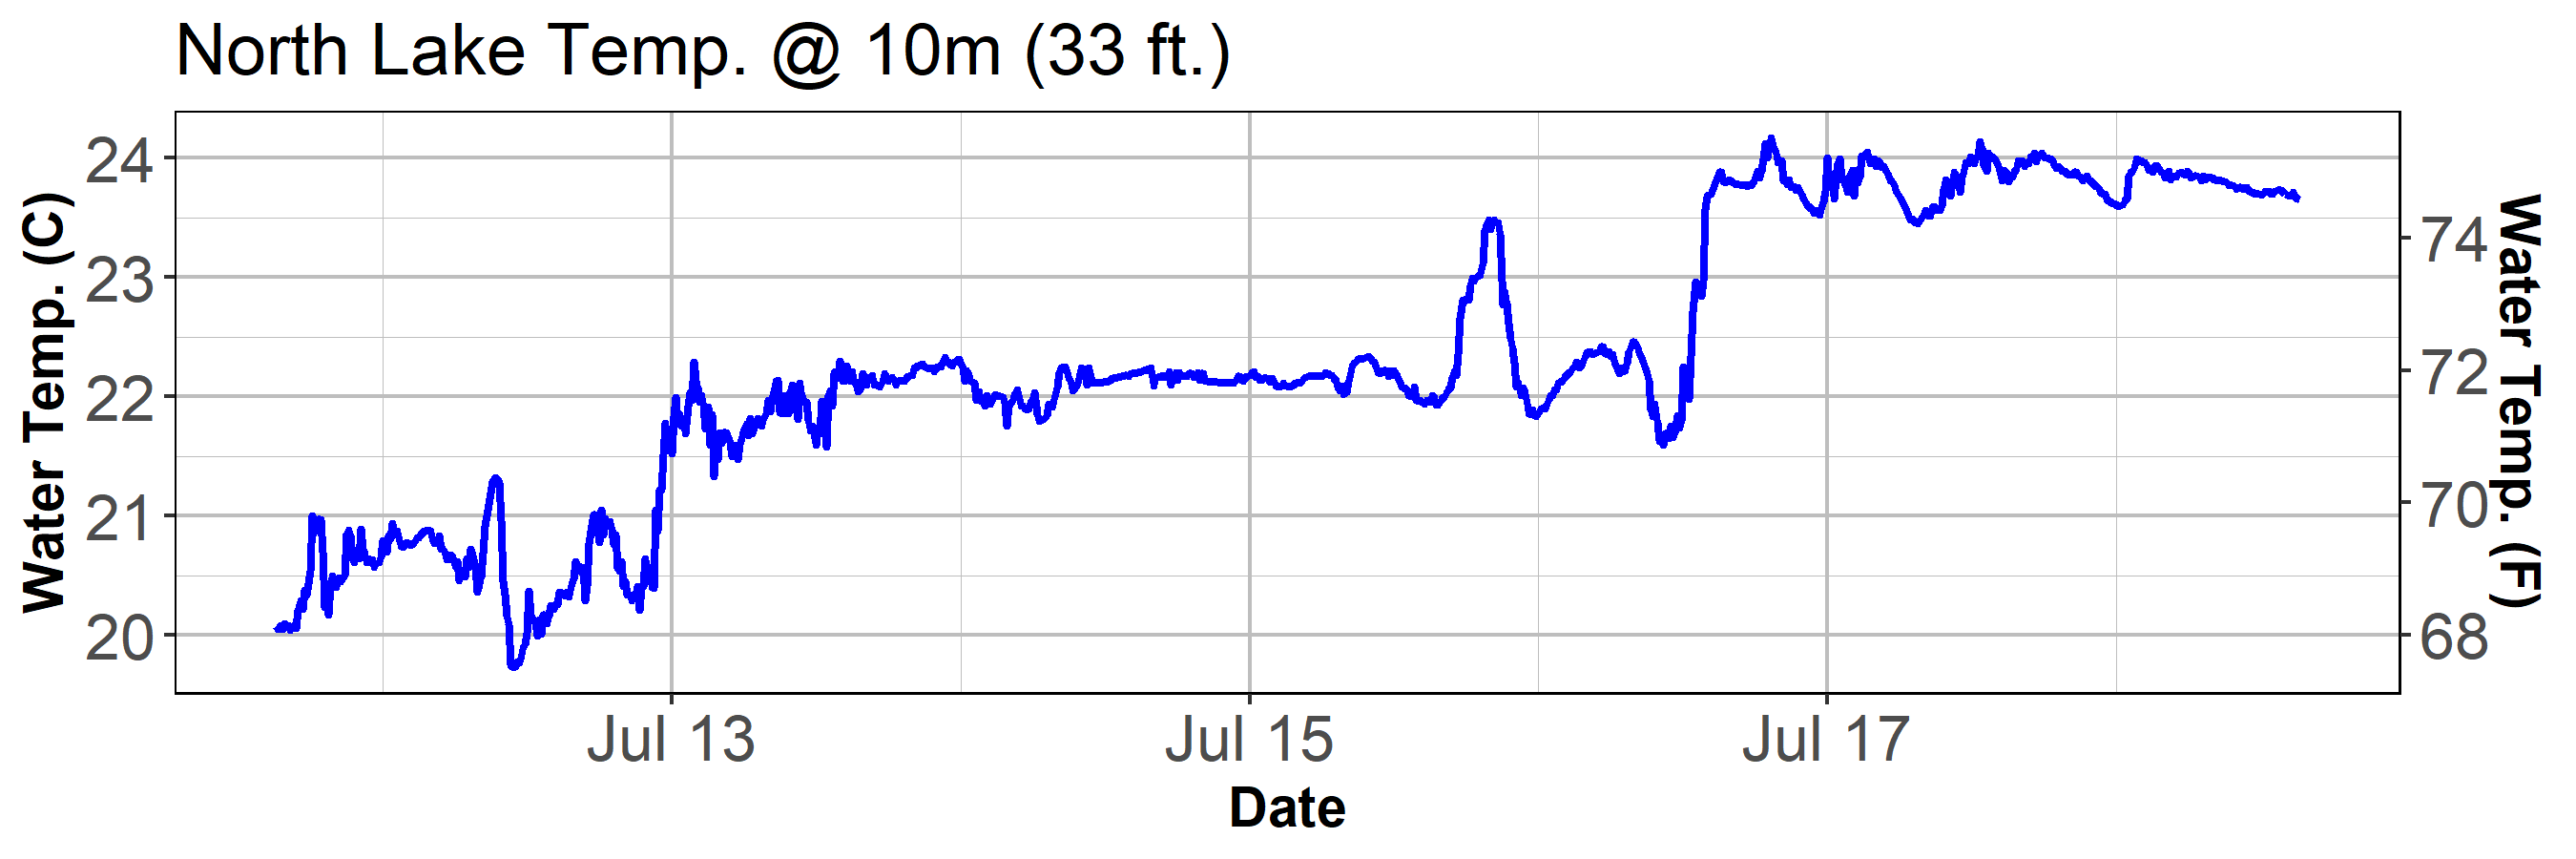 North Lake Temp. @ 10m (33 ft.)
Water Temp. (C)
24
23
22
21
20
74
72
70
68
Water Temp. (F)
Jul 13
Jul 15
Jul 17
Date